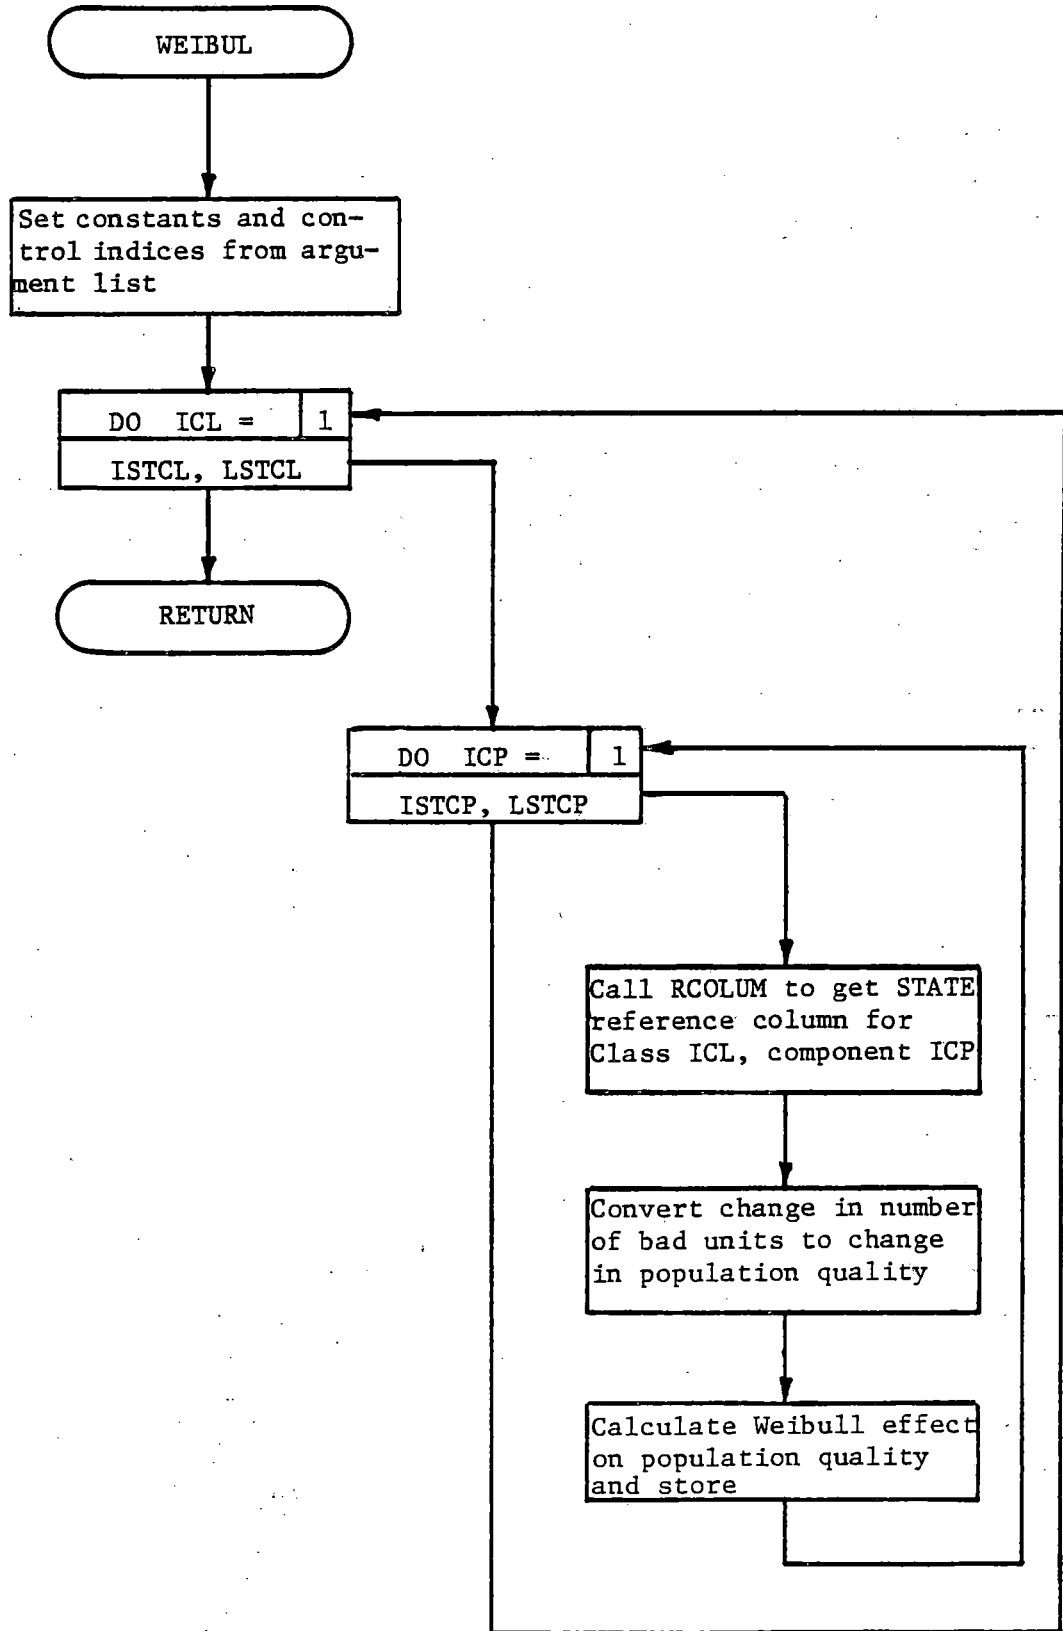 WEIBUL
Set constants and con-
trol indices from argu-
ment list
DO ICL = 1
ISTCL, LSTCL
RETURN
DO ICP = 1
ISTCP, LSTCP
Call RCOLUM to get STATE
reference column for
Class ICL, component ICP
Convert change in number
of bad units to change
in population quality
Calculate Weibull effect
on population quality
and store